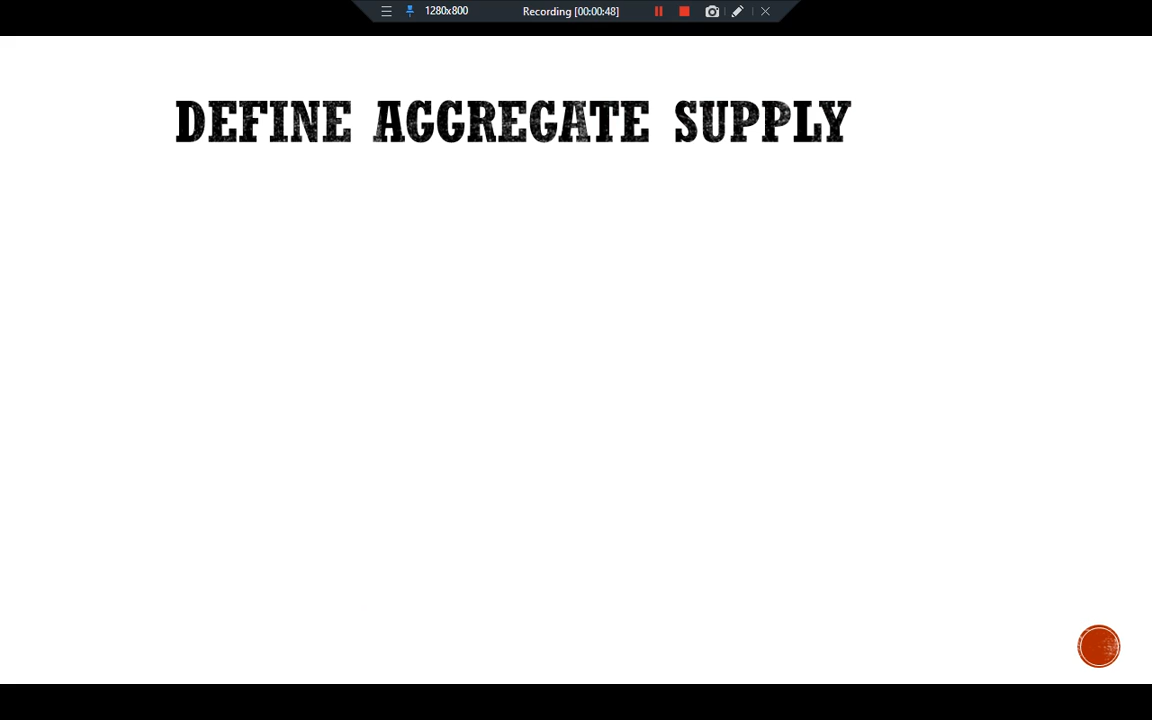 1280x800 Recording [00:00:48]
DEFINE AGGREGATE SUPPLY